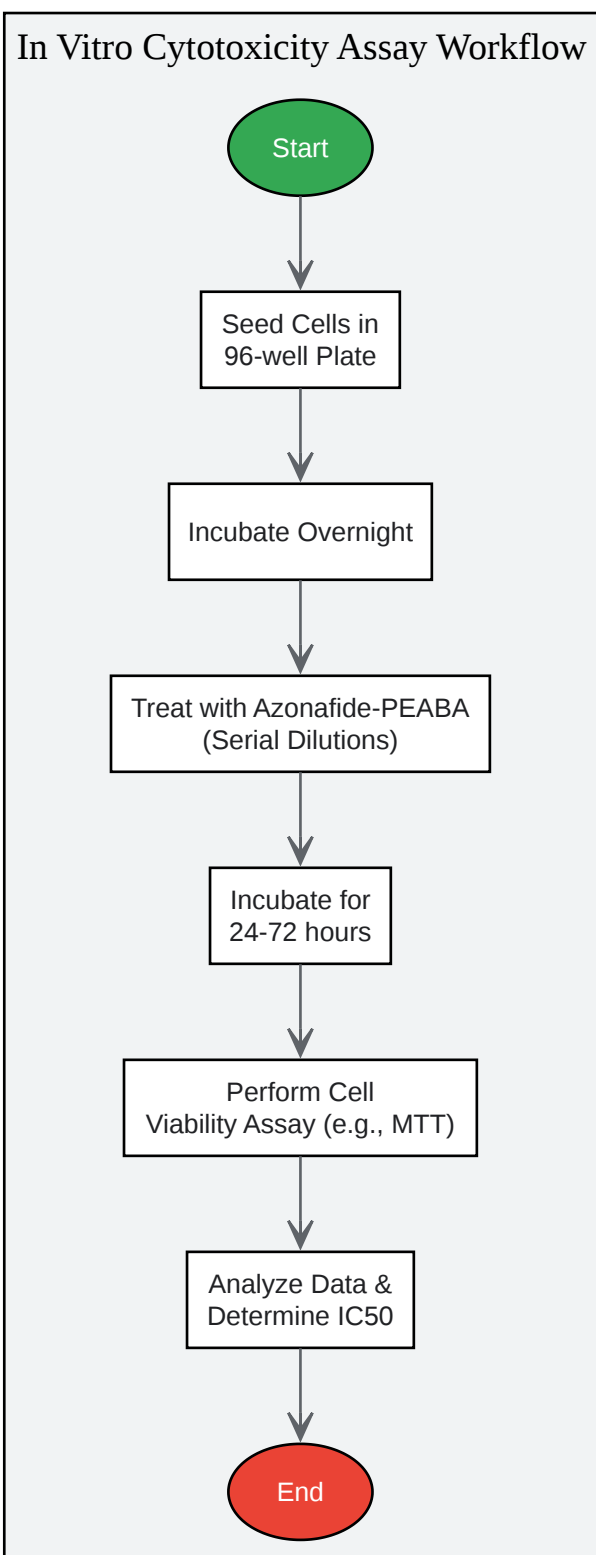 In Vitro Cytotoxicity Assay Workflow
Start
Seed Cells in
96-well Plate
Incubate Overnight
Treat with Azonafide-PEABA
(Serial Dilutions)
Incubate for
24-72 hours
Perform Cell
Viability Assay (e.g., MTT)
Analyze Data &
Determine IC50
End